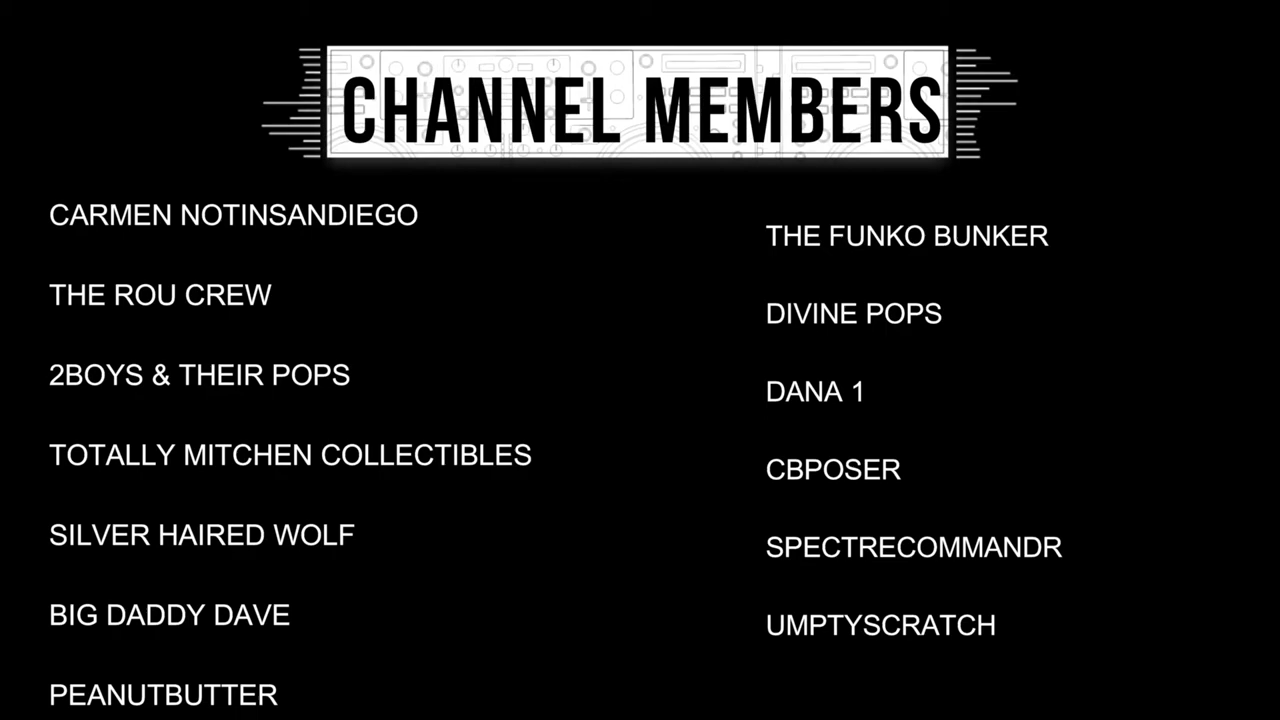 CHANNEL MEMBERS
CARMEN NOTINSANDIEGO
THE ROU CREW
2BOYS & THEIR POPS
TOTALLY MITCHEN COLLECTIBLES
SILVER HAIRED WOLF
BIG DADDY DAVE
PEANUTBUTTER
THE FUNKO BUNKER
DIVINE POPS
DANA 1
CBPOSER
SPECTRECOMMANDR
UMPTYSCRATCH